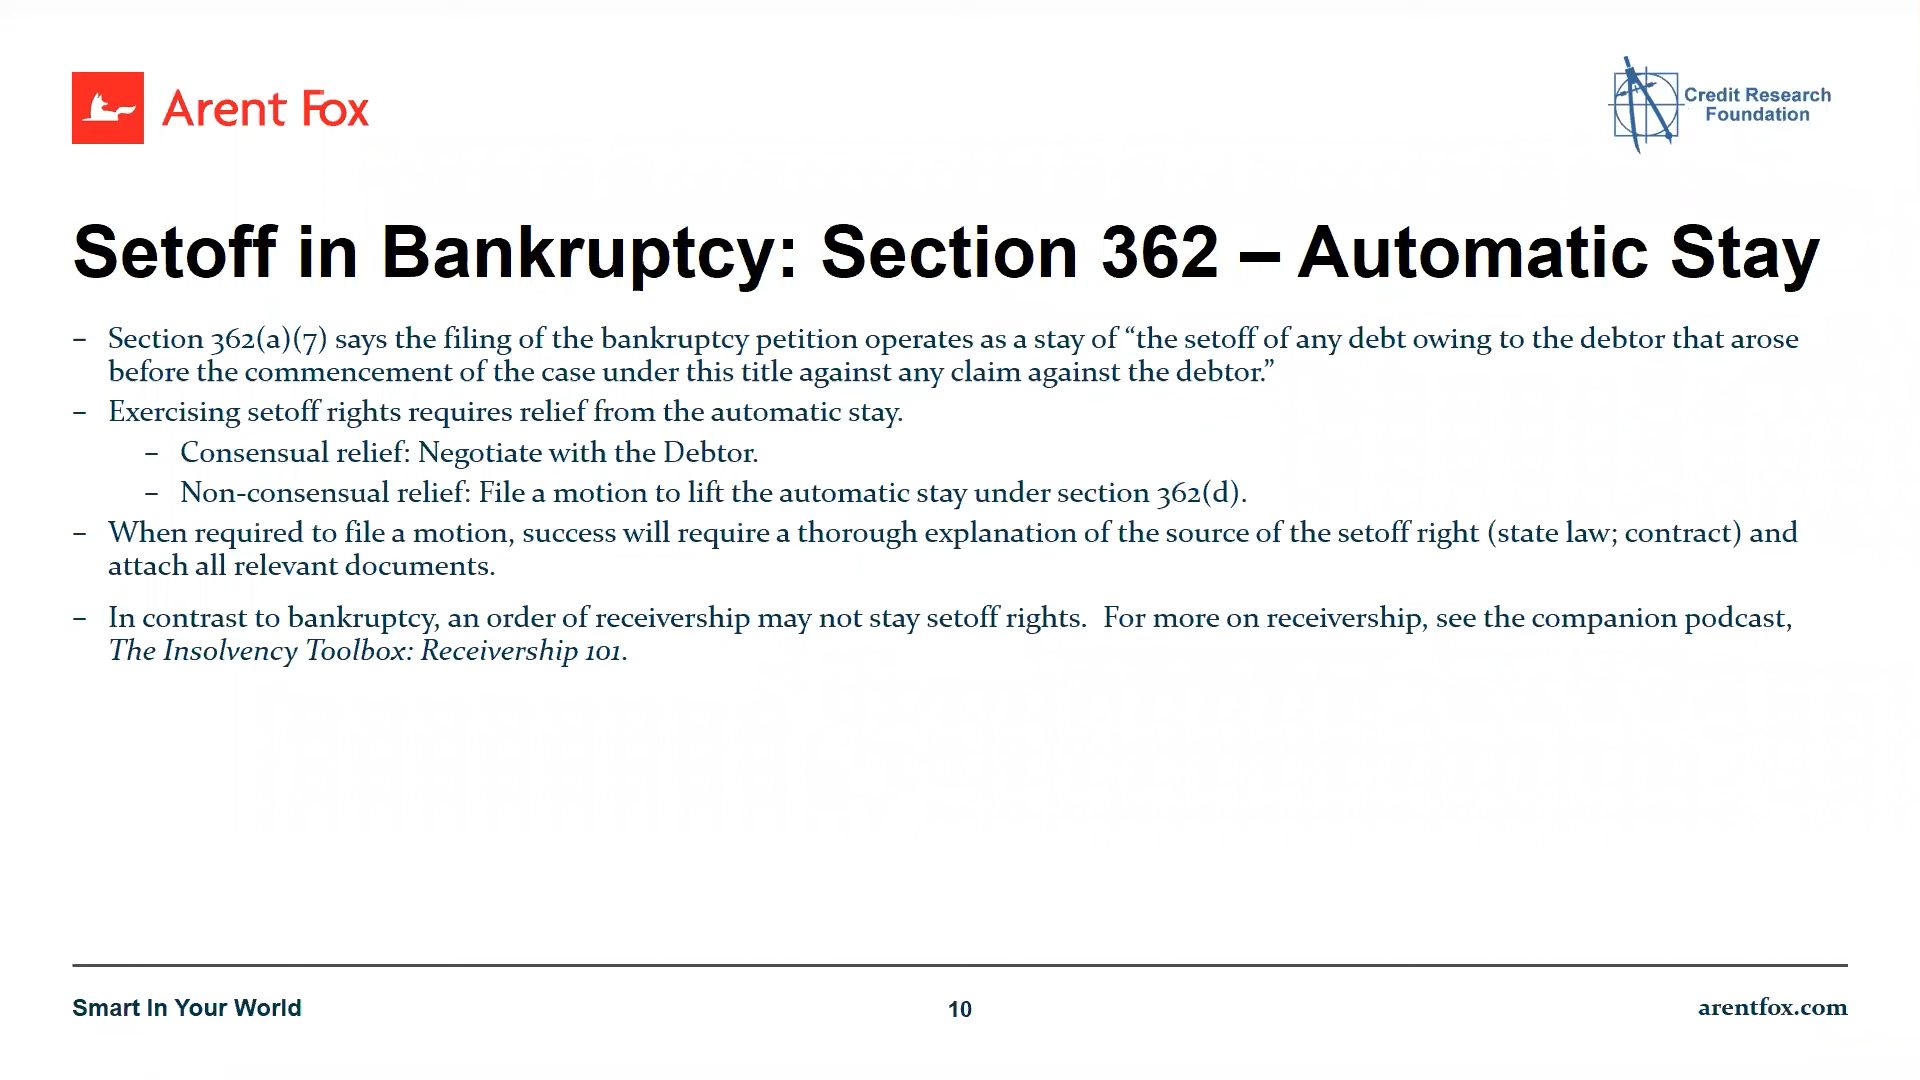 Arent Fox
Credit Research
Foundation
Setoff in Bankruptcy: Section 362 – Automatic Stay
– Section 362(a)(7) says the filing of the bankruptcy petition operates as a stay of “the setoff of any debt owing to the debtor that arose
before the commencement of the case under this title against any claim against the debtor.”
– Exercising setoff rights requires relief from the automatic stay.
– Consensual relief: Negotiate with the Debtor.
– Non-consensual relief: File a motion to lift the automatic stay under section 362(d).
– When required to file a motion, success will require a thorough explanation of the source of the setoff right (state law; contract) and
attach all relevant documents.
– In contrast to bankruptcy, an order of receivership may not stay setoff rights.  For more on receivership, see the companion podcast,
The Insolvency Toolbox: Receivership 101.
Smart In Your World
10
arentfox.com